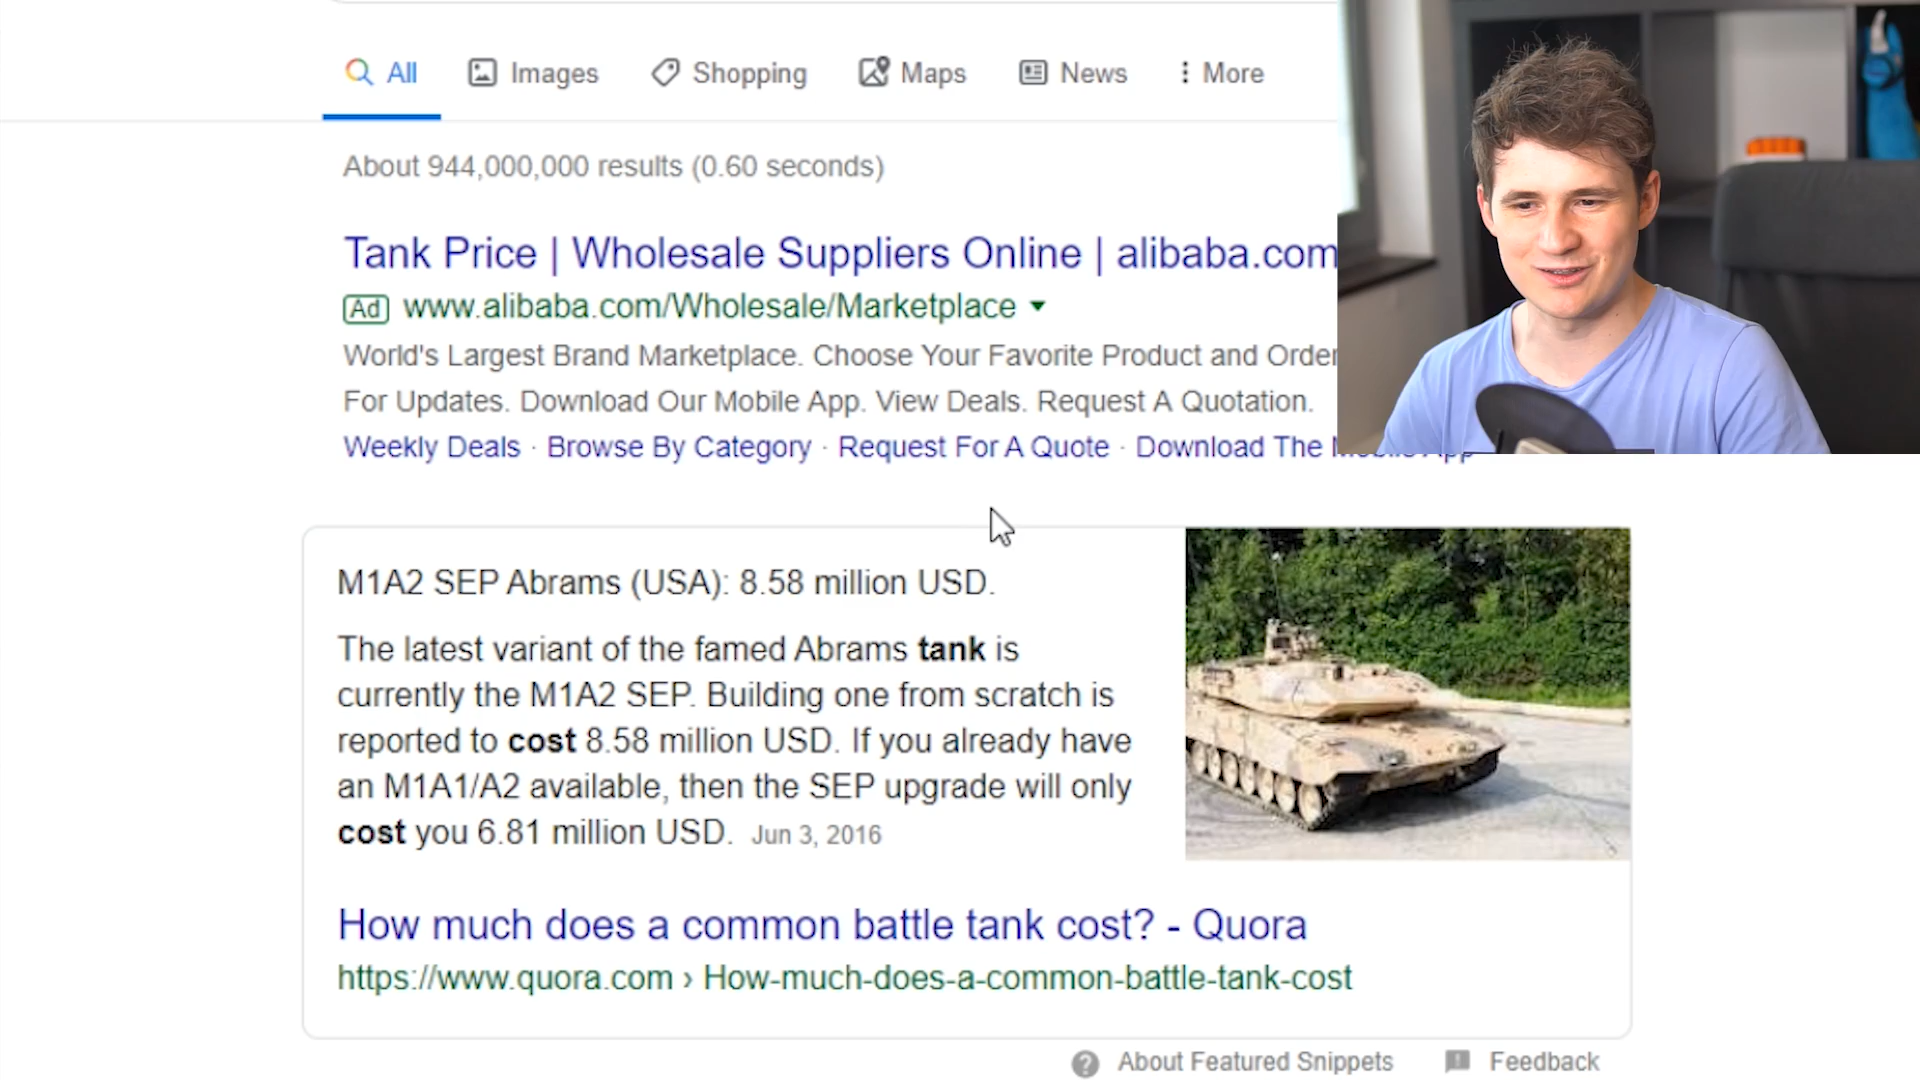 All Images Shopping Maps News More
About 944,000,000 results (0.60 seconds)
Tank Price | Wholesale Suppliers Online | alibaba.com
Ad www.alibaba.com/Wholesale/Marketplace
World's Largest Brand Marketplace. Choose Your Favorite Product and Order
For Updates. Download Our Mobile App. View Deals. Request A Quotation.
Weekly Deals · Browse By Category · Request For A Quote · Download The Mobile App
M1A2 SEP Abrams (USA): 8.58 million USD.
The latest variant of the famed Abrams tank is
currently the M1A2 SEP. Building one from scratch is
reported to cost 8.58 million USD. If you already have
an M1A1/A2 available, then the SEP upgrade will only
cost you 6.81 million USD. Jun 3, 2016
How much does a common battle tank cost? - Quora
https://www.quora.com › How-much-does-a-common-battle-tank-cost
About Featured Snippets Feedback